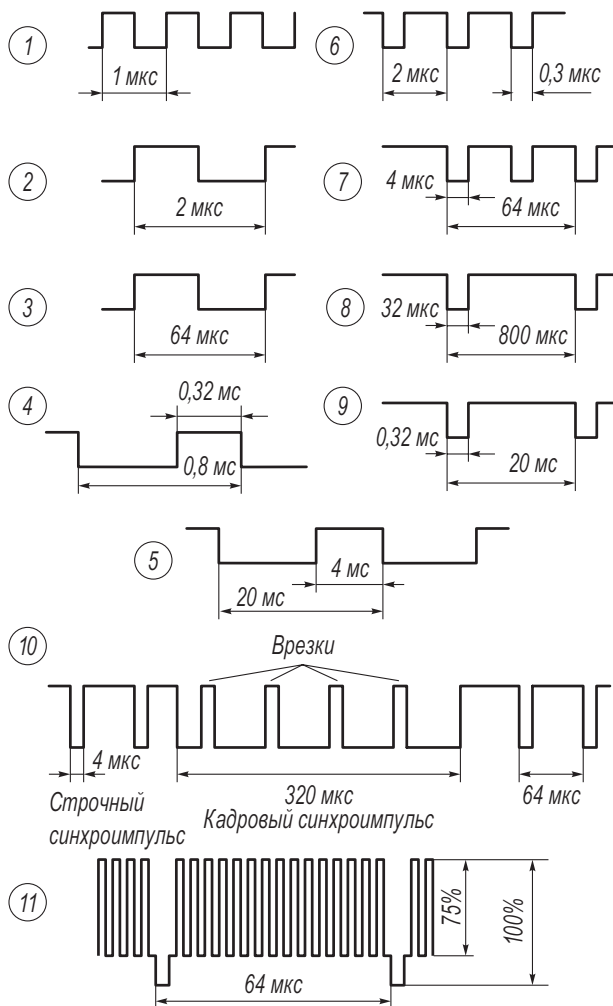 1
1 мкс
6
2 мкс
0,3 мкс
2
2 мкс
7
4 мкс
64 мкс
3
64 мкс
8
32 мкс
800 мкс
4
0,32 мс
0,8 мс
9
0,32 мс
20 мс
5
4 мс
20 мс
10
Врезки
4 мкс
320 мкс
64 мкс
Строчный
синхроимпульс
Кадровый синхроимпульс
11
75%
100%
64 мкс